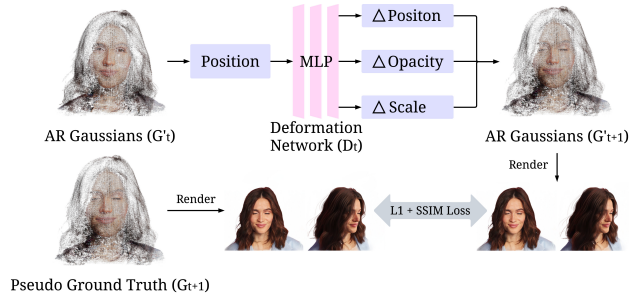 △ Positon
Position
MLP
△ Opacity
△ Scale
AR Gaussians (G't)
Deformation
Network (Dt)
AR Gaussians (G't+1)
Render
Render
L1 + SSIM Loss
Pseudo Ground Truth (Gt+1)